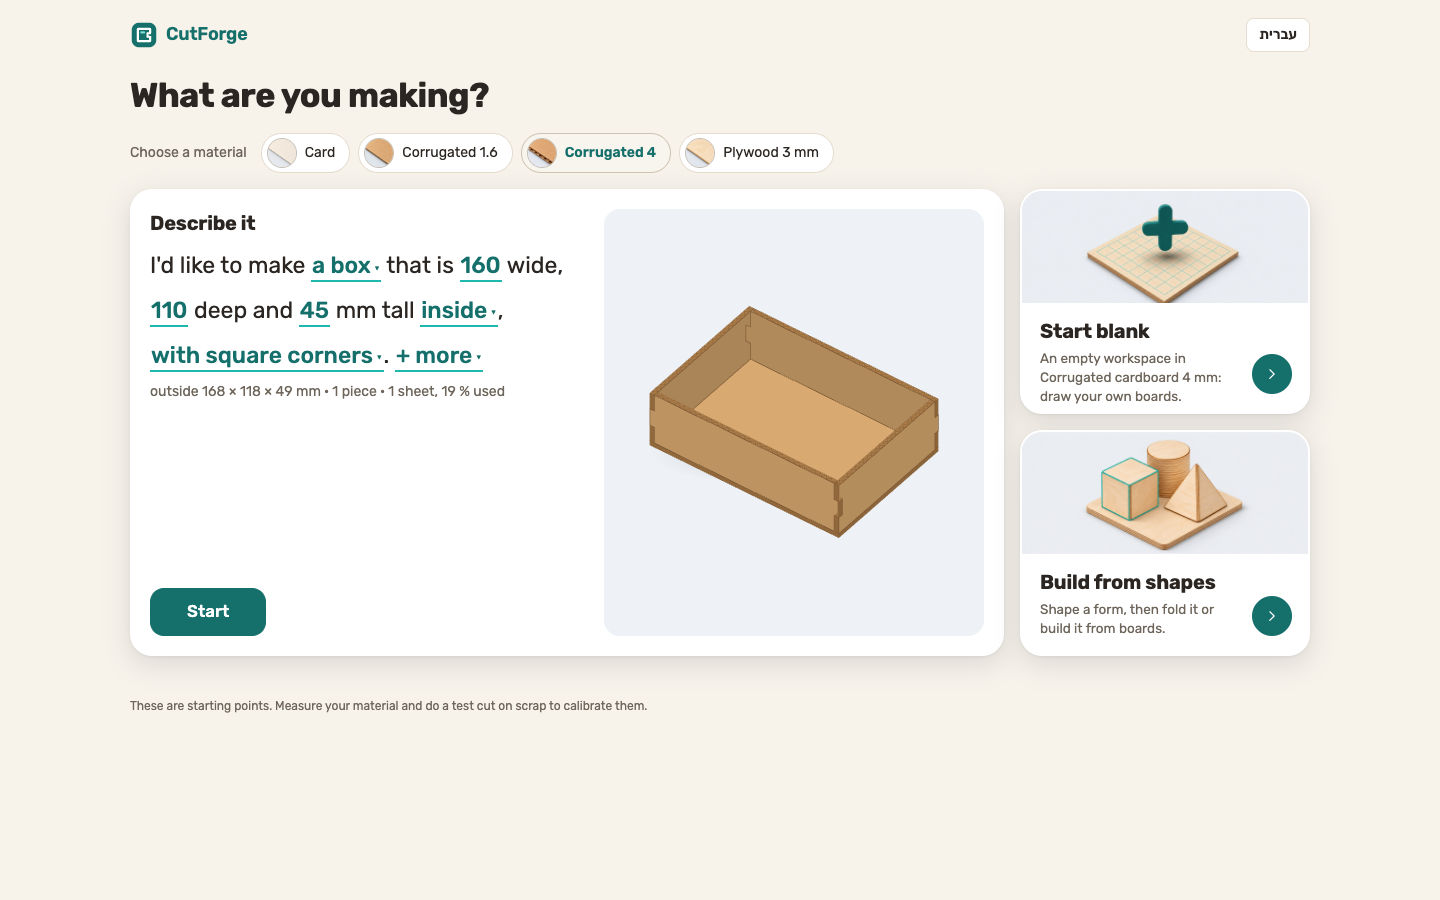 CutForge
עברית
What are you making?
Choose a material
Card
Corrugated 1.6
Corrugated 4
Plywood 3 mm
Describe it
I'd like to make a box that is 160 wide,
110 deep and 45 mm tall inside,
with square corners. + more
outside 168 × 118 × 49 mm • 1 piece • 1 sheet, 19 % used
Start
Start blank
An empty workspace in
Corrugated cardboard 4 mm:
draw your own boards.
Build from shapes
Shape a form, then fold it or
build it from boards.
These are starting points. Measure your material and do a test cut on scrap to calibrate them.